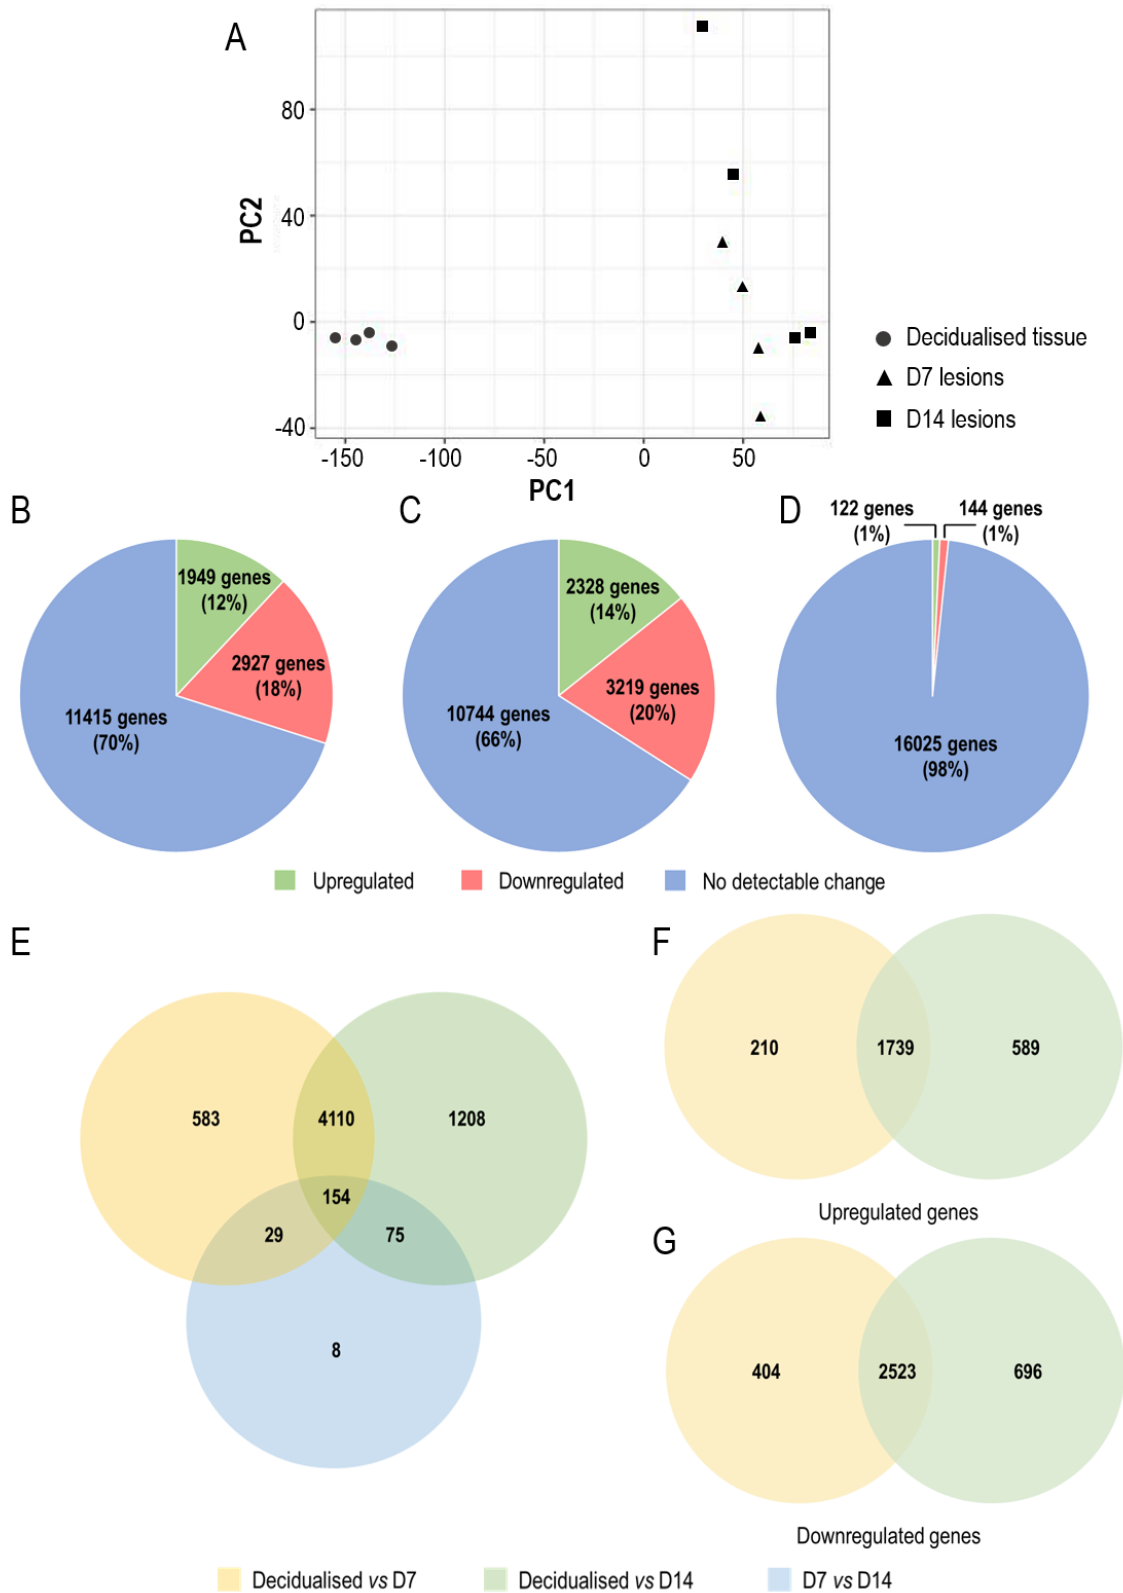 A
80
40
0
-40
PC2
-150 -100 -50 0 50
PC1
Decidualised tissue
D7 lesions
D14 lesions
B
1949 genes
(12%)
2927 genes
(18%)
11415 genes
(70%)
C
2328 genes
(14%)
3219 genes
(20%)
10744 genes
(66%)
D
122 genes
(1%)
144 genes
(1%)
16025 genes
(98%)
Upregulated Downregulated No detectable change
E
583 4110 1208
154
29 75
8
F
210 1739 589
Upregulated genes
G
404 2523 696
Downregulated genes
Decidualised vs D7 Decidualised vs D14 D7 vs D14